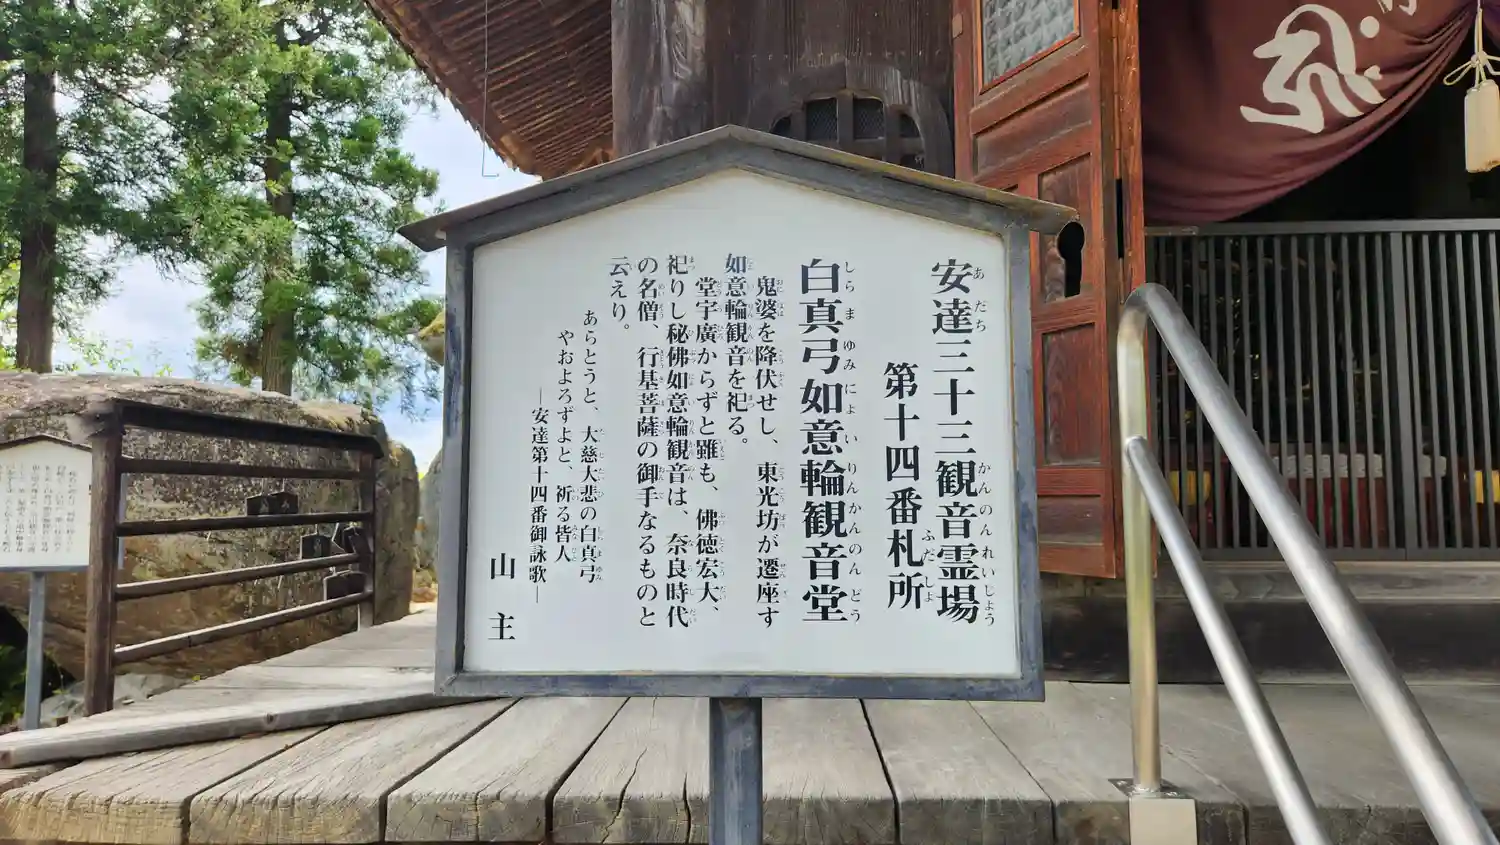 安達三十三観音霊場
第十四番札所
白真弓如意輪観音堂
鬼婆を降伏せし、東光坊が遷座す
如意輪観音を祀る。
堂宇廣からずと雖も、佛徳宏大、
祀りし秘佛如意輪観音は、奈良時代
の名僧、行基菩薩の御手なるものと
云えり。
あらとうと、大慈大悲の白真弓
やおよろずよと、祈る皆人
―安達第十四番御詠歌―
山主